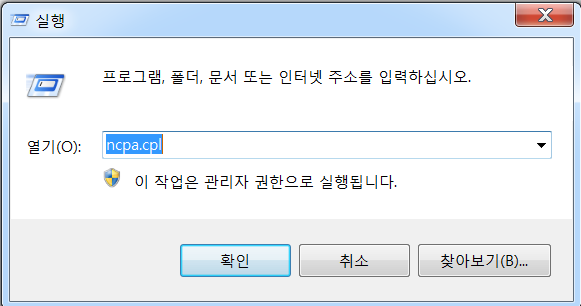 실행
프로그램, 폴더, 문서 또는 인터넷 주소를 입력하십시오.
열기(O): ncpa.cpl
이 작업은 관리자 권한으로 실행됩니다.
확인 취소 찾아보기(B)...